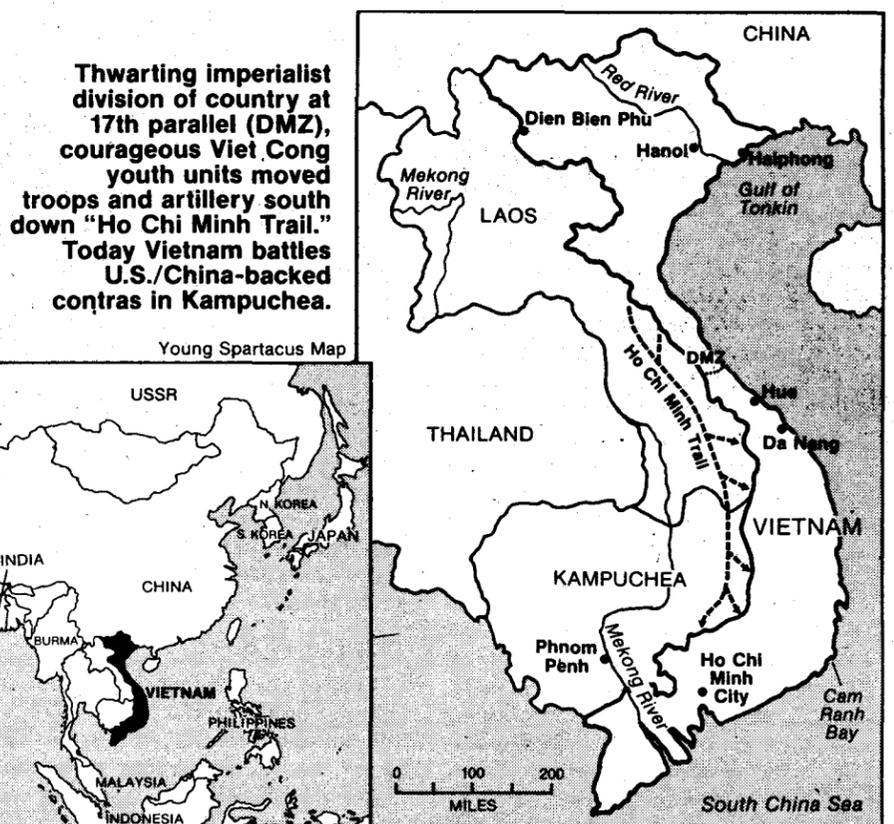 Thwarting imperialist
division of country at
17th parallel (DMZ),
courageous Viet Cong
youth units moved
troops and artillery south
down "Ho Chi Minh Trail."
Today Vietnam battles
U.S./China-backed
contras in Kampuchea.
Young Spartacus Map
CHINA
Red River
Dien Bien Phu
Hanoi
Haiphong
Gulf of
Tonkin
Mekong
River
LAOS
DMZ
Ho Chi Minh Trail
Hue
Da Nang
THAILAND
VIETNAM
KAMPUCHEA
Phnom
Penh
Mekong River
Ho Chi
Minh
City
Cam
Ranh
Bay
0 100 200
MILES
South China Sea
USSR
N. KOREA
S. KOREA
JAPAN
INDIA
CHINA
BURMA
VIETNAM
PHILIPPINES
MALAYSIA
INDONESIA